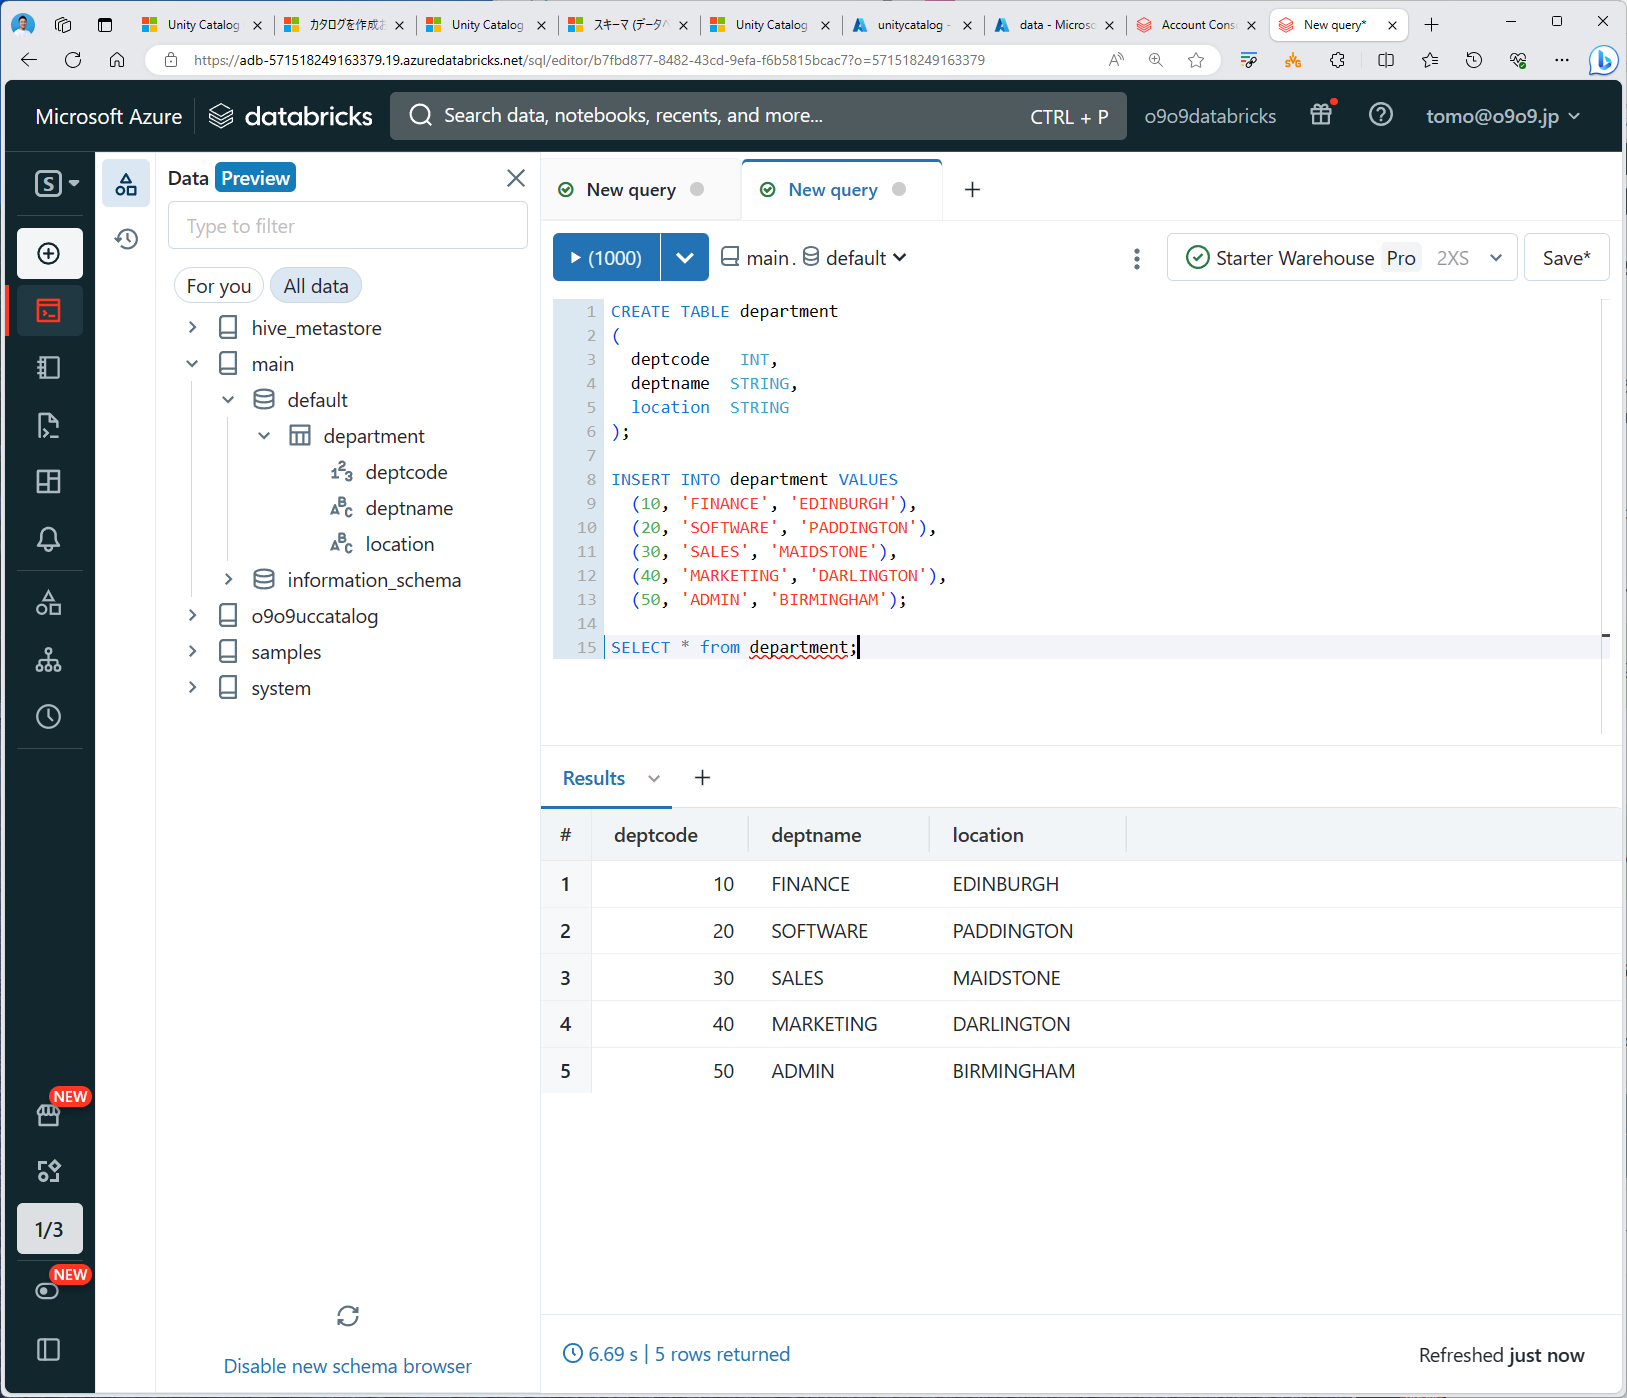 Unity Catalog
カタログを作成お
Unity Catalog
スキーマ (データベ
Unity Catalog
unitycatalog -
data - Microso
Account Cons
New query*
https://adb-571518249163379.19.azuredatabricks.net/sql/editor/b7fbd877-8482-43cd-9efa-f6b5815bcac7?o=571518249163379
Microsoft Azure
databricks
Search data, notebooks, recents, and more...
CTRL + P
o9o9databricks
tomo@o9o9.jp
S
Data
Preview
New query
New query
Type to filter
For you
All data
(1000)
main.
default
Starter Warehouse
Pro
2XS
Save*
hive_metastore
main
default
department
deptcode
deptname
location
information_schema
o9o9uccatalog
samples
system
1 CREATE TABLE department
2 (
3 deptcode INT,
4 deptname STRING,
5 location STRING
6 );
7
8 INSERT INTO department VALUES
9 (10, 'FINANCE', 'EDINBURGH'),
10 (20, 'SOFTWARE', 'PADDINGTON'),
11 (30, 'SALES', 'MAIDSTONE'),
12 (40, 'MARKETING', 'DARLINGTON'),
13 (50, 'ADMIN', 'BIRMINGHAM');
14
15 SELECT * from department;
Results
# deptcode deptname location
1 10 FINANCE EDINBURGH
2 20 SOFTWARE PADDINGTON
3 30 SALES MAIDSTONE
4 40 MARKETING DARLINGTON
5 50 ADMIN BIRMINGHAM
NEW
1/3
NEW
Disable new schema browser
6.69 s | 5 rows returned
Refreshed just now